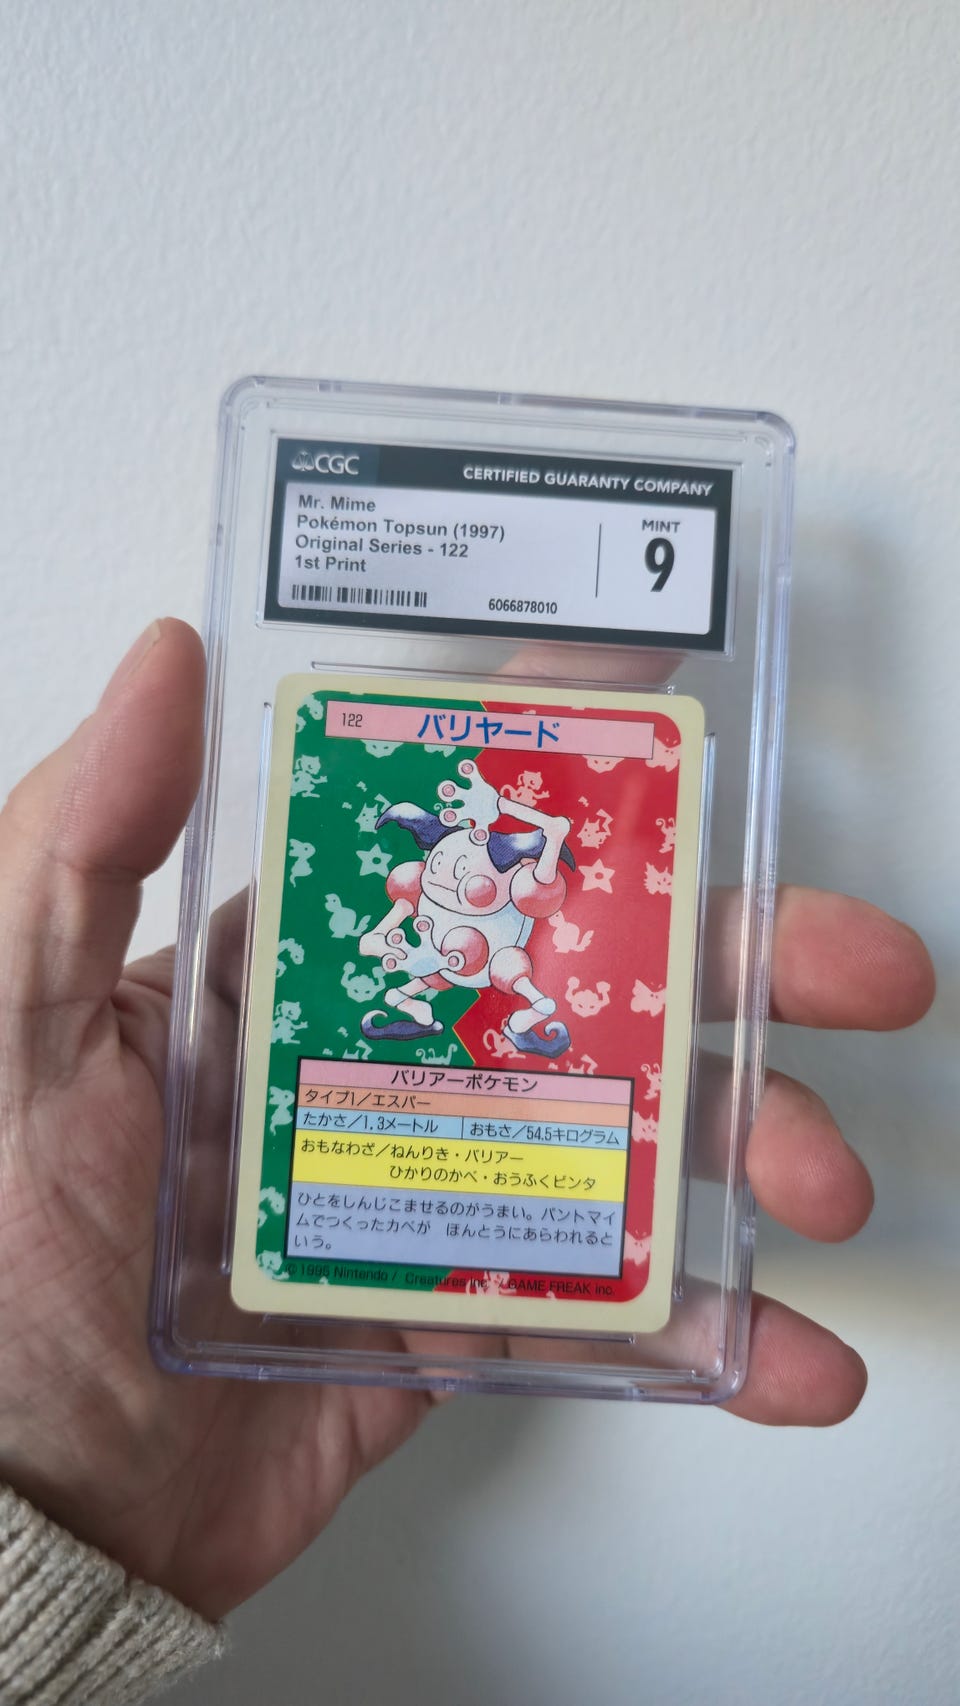 CGC
CERTIFIED GUARANTY COMPANY
Mr. Mime
Pokémon Topsun (1997)
Original Series - 122
1st Print
MINT
9
6066878010
122
バリヤード
バリアーポケモン
タイプ1/エスパー
たかさ/1.3メートル
おもさ/54.5キログラム
おもなわざ/ねんりき・バリアー
ひかりのかべ・おうふくビンタ
ひとをしんじこませるのがうまい。パントマイ
ムでつくったカベが ほんとうにあらわれると
いう。
© 1995 Nintendo / Creatures inc. / GAME FREAK inc.